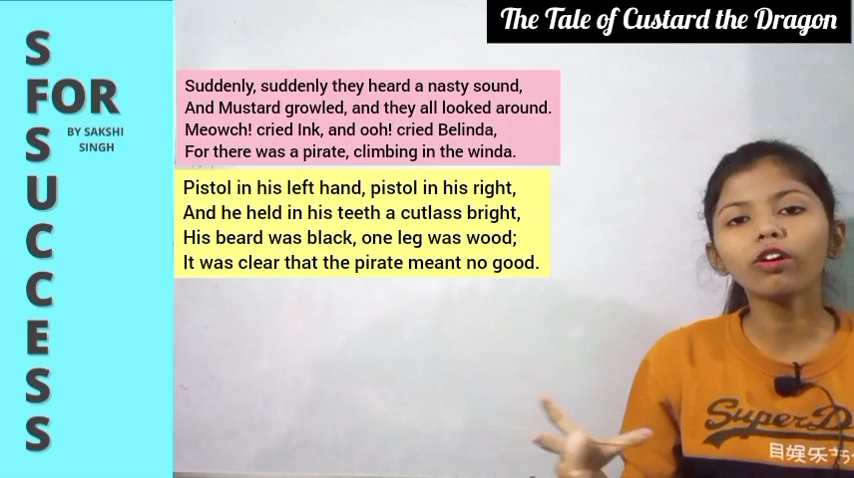 The Tale of Custard the Dragon
S
FOR
S
U
C
C
E
S
S
BY SAKSHI
SINGH
Suddenly, suddenly they heard a nasty sound,
And Mustard growled, and they all looked around.
Meowch! cried Ink, and ooh! cried Belinda,
For there was a pirate, climbing in the winda.
Pistol in his left hand, pistol in his right,
And he held in his teeth a cutlass bright,
His beard was black, one leg was wood;
It was clear that the pirate meant no good.
SuperD